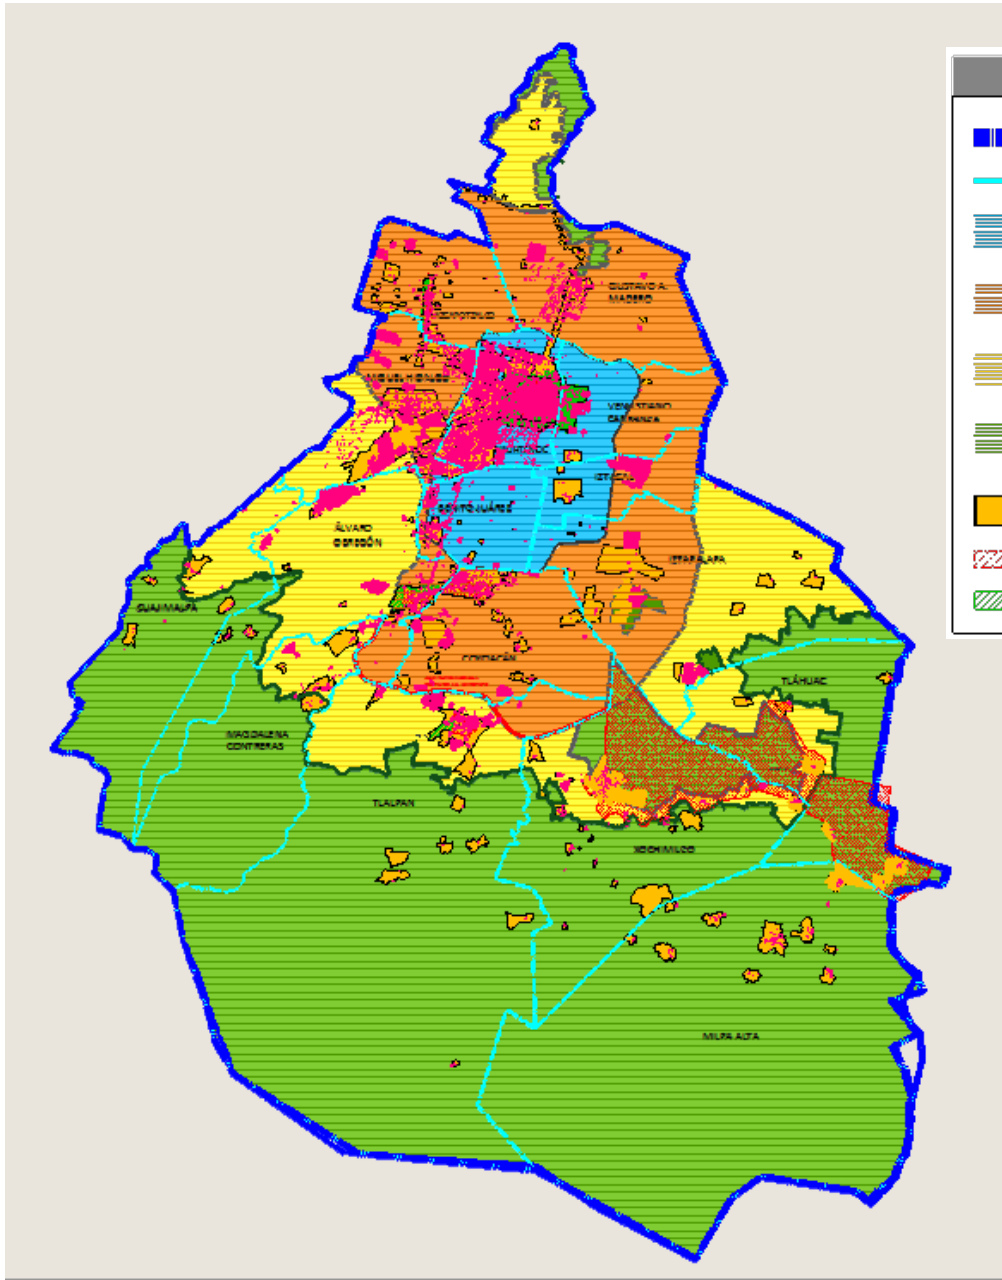 GUSTAVO A.
MADERO
AZCAPOTZALCO
MIGUEL HIDALGO
VENUSTIANO
CARRANZA
BENITO JUÁREZ
ÁLVARO
OBREGÓN
IZTAPALAPA
CUAJIMALPA
COYOACÁN
TLÁHUAC
MAGDALENA
CONTRERAS
TLALPAN
XOCHIMILCO
MILPA ALTA